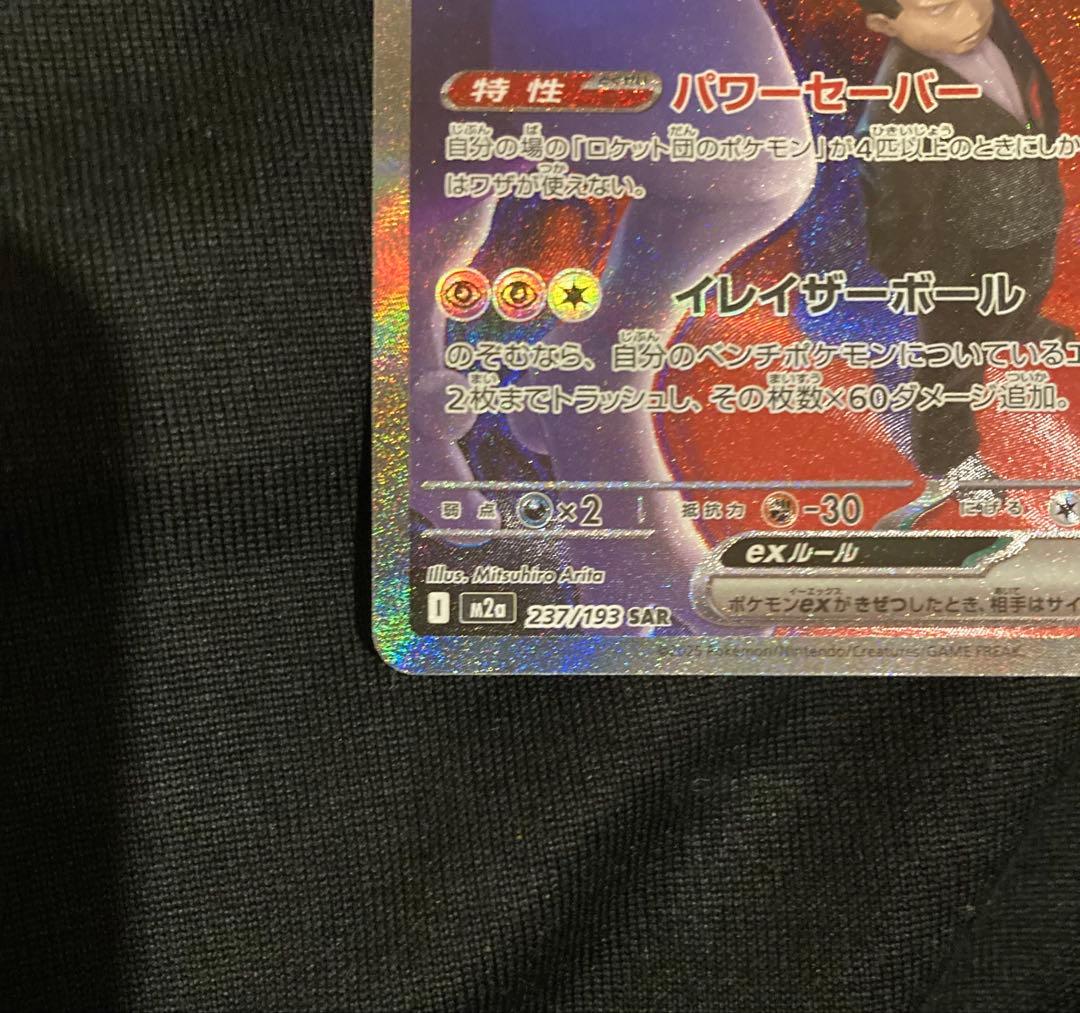 特性 パワーセーバー
自分の場の「ロケット団のポケモン」が4匹以上のときにしか
はワザが使えない。
イレイザーボール
のぞむなら、自分のベンチポケモンについているエ
2枚までトラッシュし、その枚数×60ダメージ追加。
弱点 ×2 抵抗力 -30 にげる
exルール
Illus. Mitsuhiro Arita
ポケモンexがきぜつしたとき、相手はサイ
I M2a 237/193 SAR
©2025 Pokémon/Nintendo/Creatures/GAME FREAK.